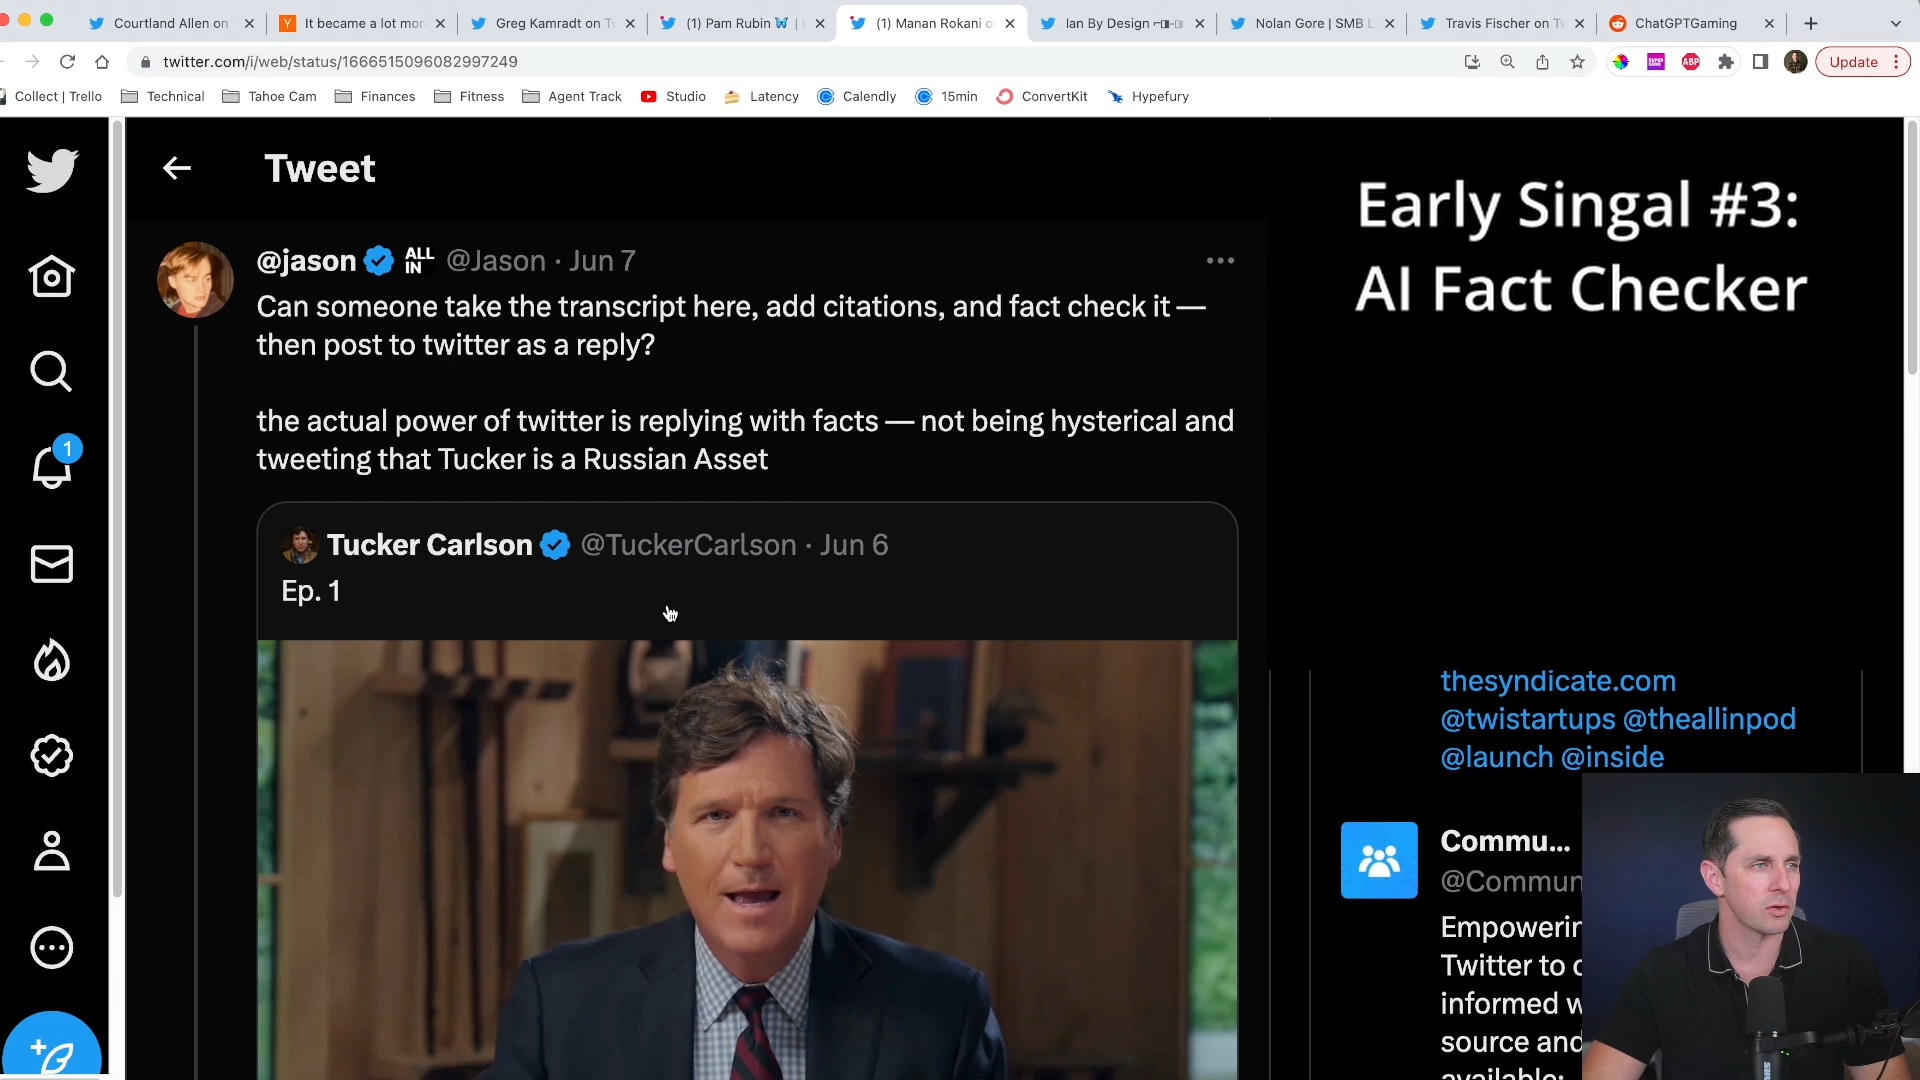 Courtland Allen on
It became a lot mor
Greg Kamradt on T
(1) Pam Rubin
(1) Manan Rokani o
Ian By Design
Nolan Gore | SMB L
Travis Fischer on Tw
ChatGPTGaming
twitter.com/i/web/status/1666515096082997249
ABP
Update
Collect | Trello
Technical
Tahoe Cam
Finances
Fitness
Agent Track
Studio
Latency
Calendly
15min
ConvertKit
Hypefury
Tweet
Early Singal #3:
AI Fact Checker
@jason ALL IN @Jason · Jun 7
Can someone take the transcript here, add citations, and fact check it —
then post to twitter as a reply?
the actual power of twitter is replying with facts — not being hysterical and
tweeting that Tucker is a Russian Asset
1
Tucker Carlson @TuckerCarlson · Jun 6
Ep. 1
thesyndicate.com
@twistartups @theallinpod
@launch @inside
Commu...
@Commun
Empowerin
Twitter to c
informed w
source and
available: